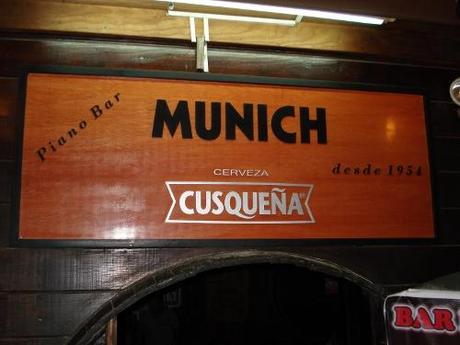 Piano Bar
MUNICH
desde 1954
CERVEZA
CUSQUEÑA
BAR